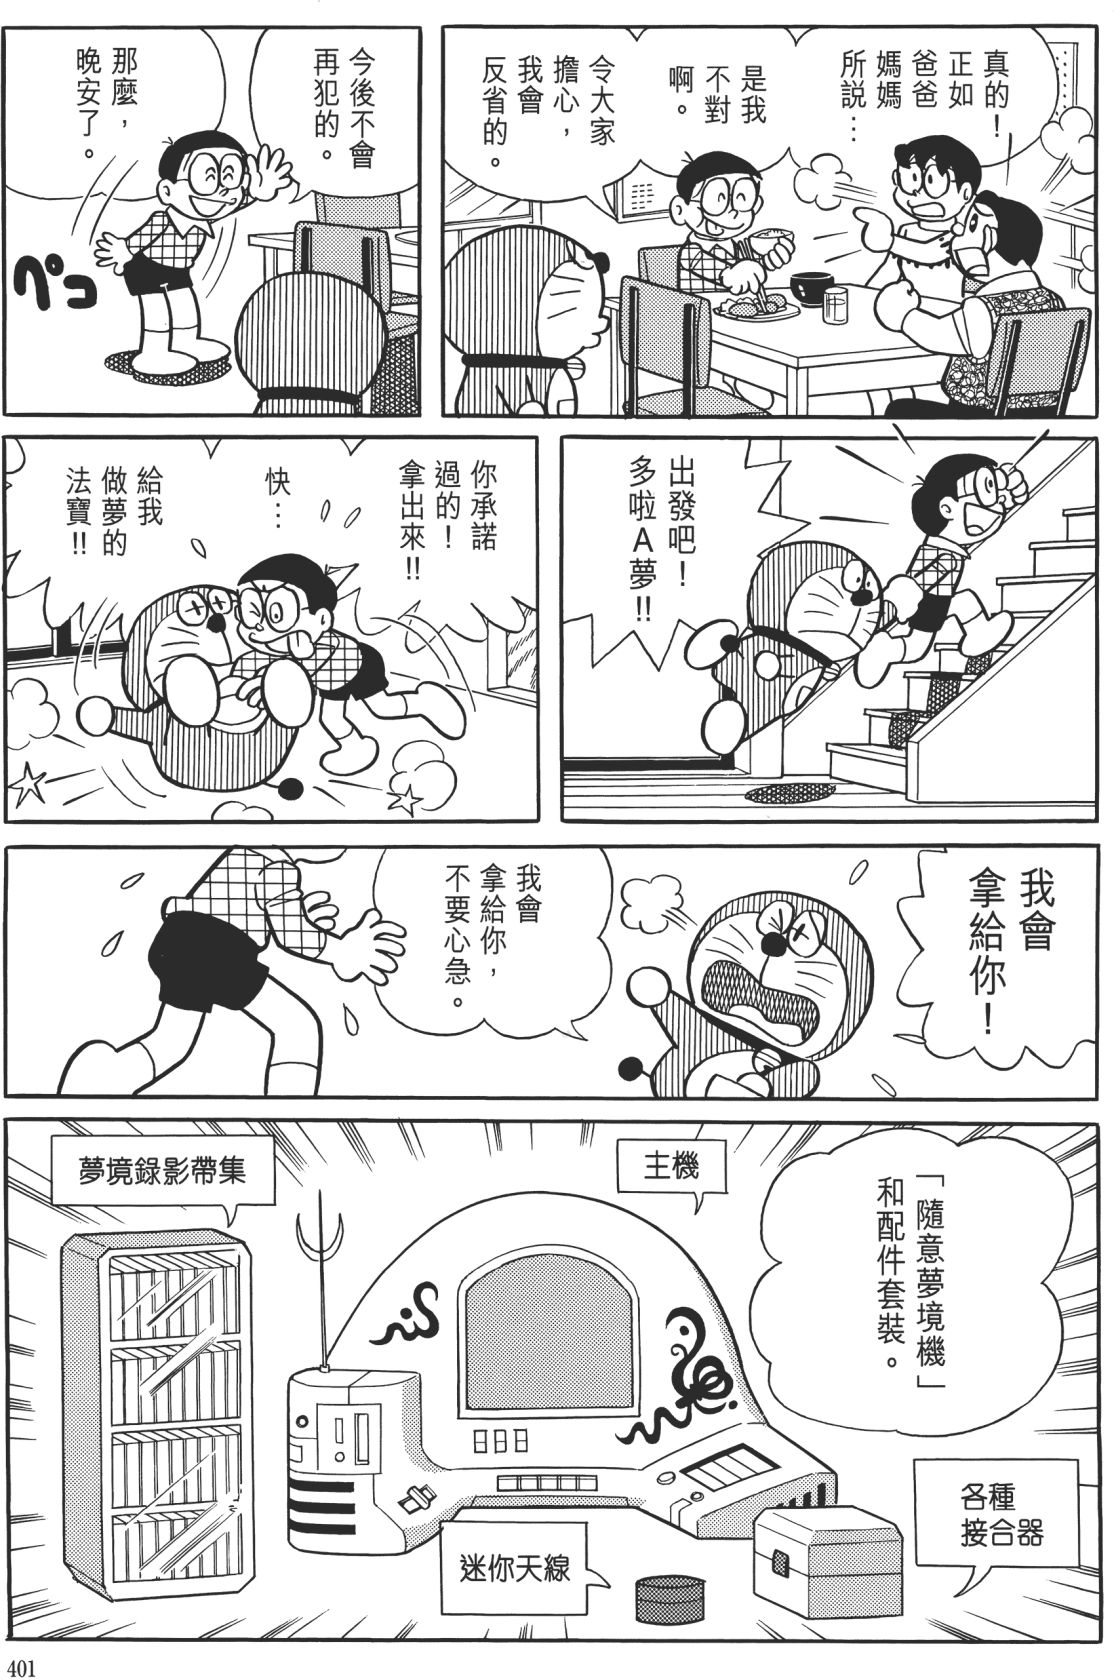 真的！
正如
爸爸
媽媽
所説…
是我
不對
啊。
令大家
擔心，
我會
反省的。
今後不會
再犯的。
那麼，
晚安了。
ペコ
出發吧！
多啦A夢!!
你承諾
過的！
拿出來!!
快…
給我
做夢的
法寶!!
我會
拿給你！
我會
拿給你，
不要心急。
「隨意夢境機」
和配件套裝。
主機
夢境錄影帶集
各種
接合器
迷你天線
401